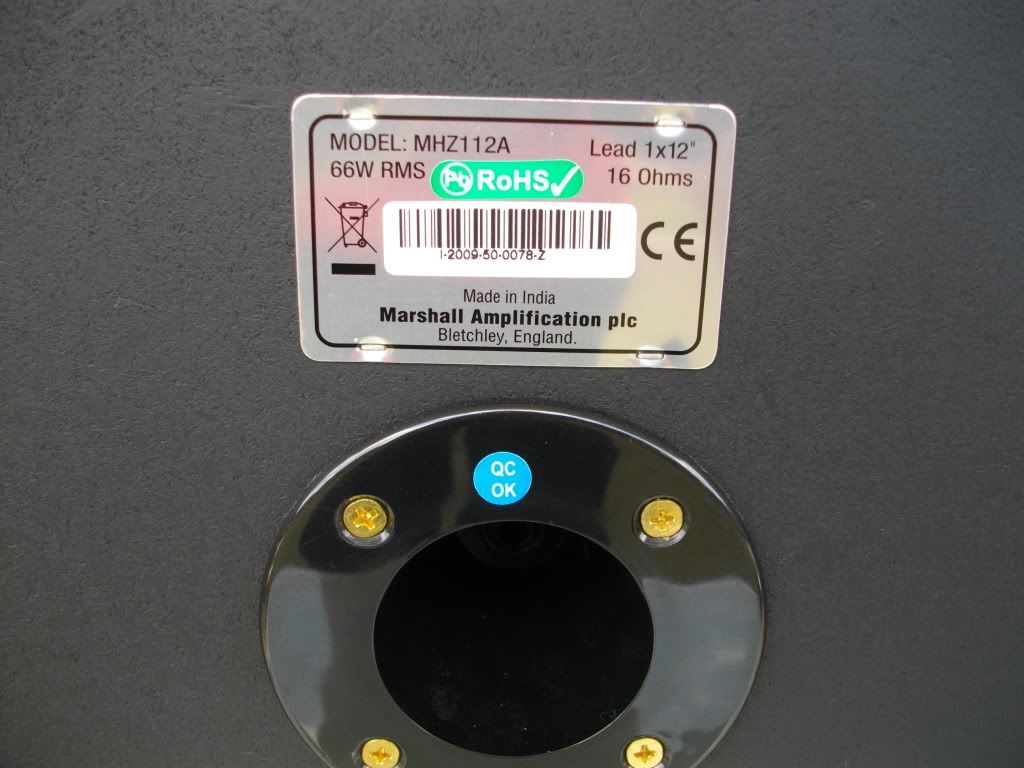 MODEL: MHZ112A
66W RMS
Lead 1x12"
16 Ohms
Pb RoHS
I-2009-50-0078-Z
CE
Made in India
Marshall Amplification plc
Bletchley, England.
QC
OK